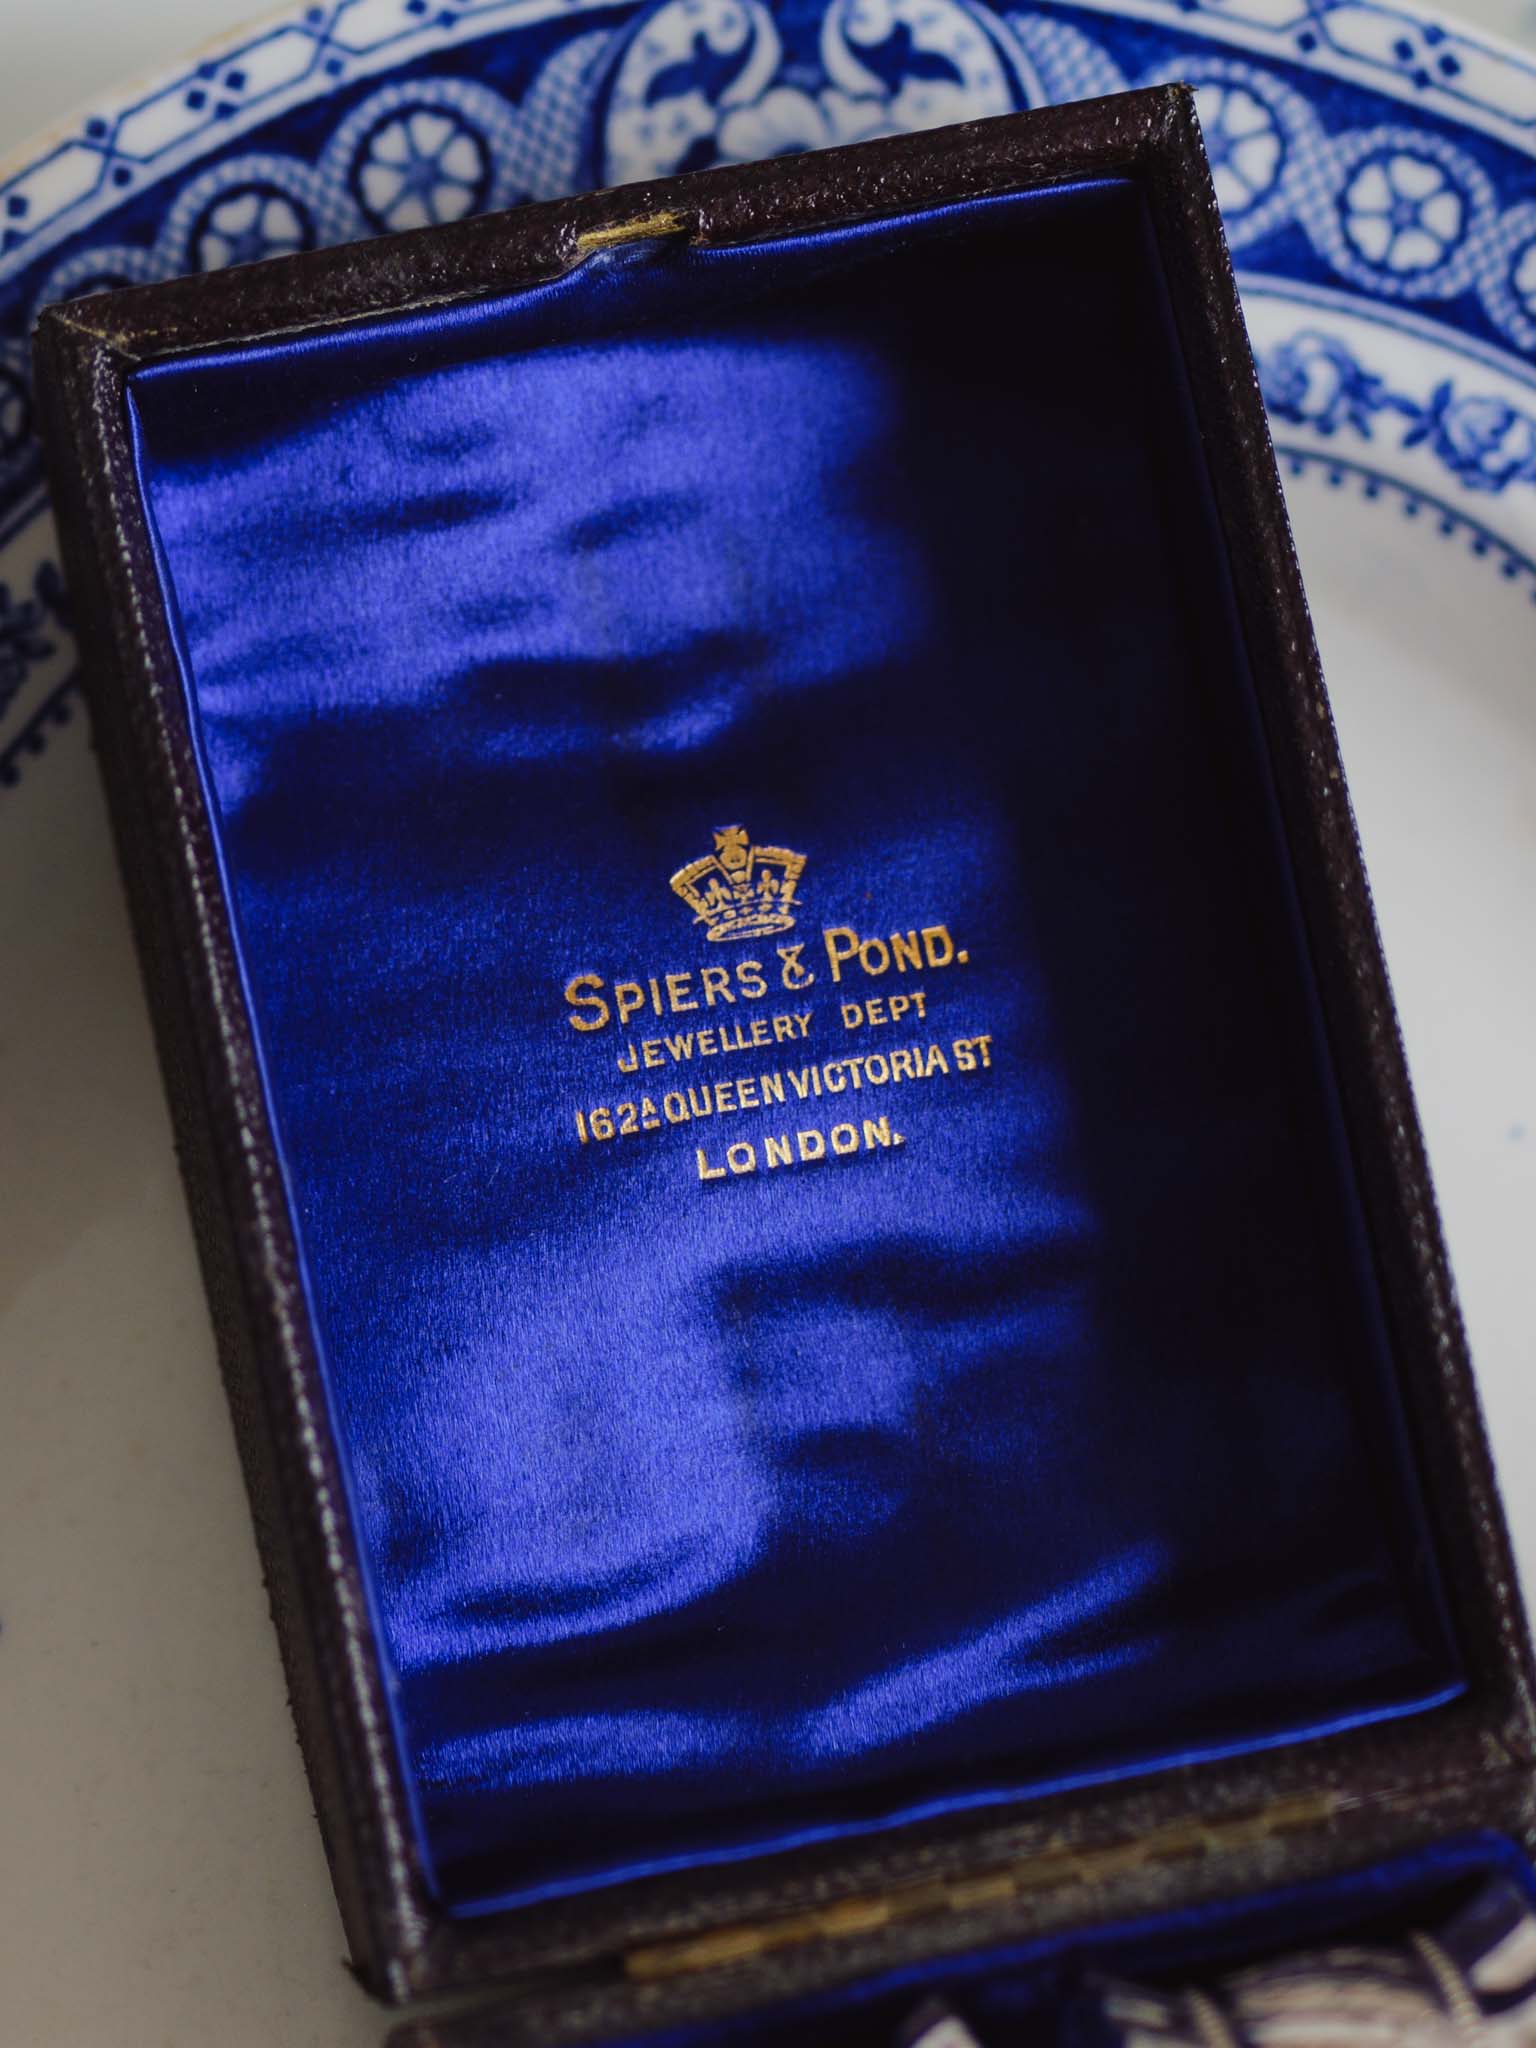 SPIERS & POND.
JEWELLERY DEPT
162A QUEEN VICTORIA ST
LONDON.